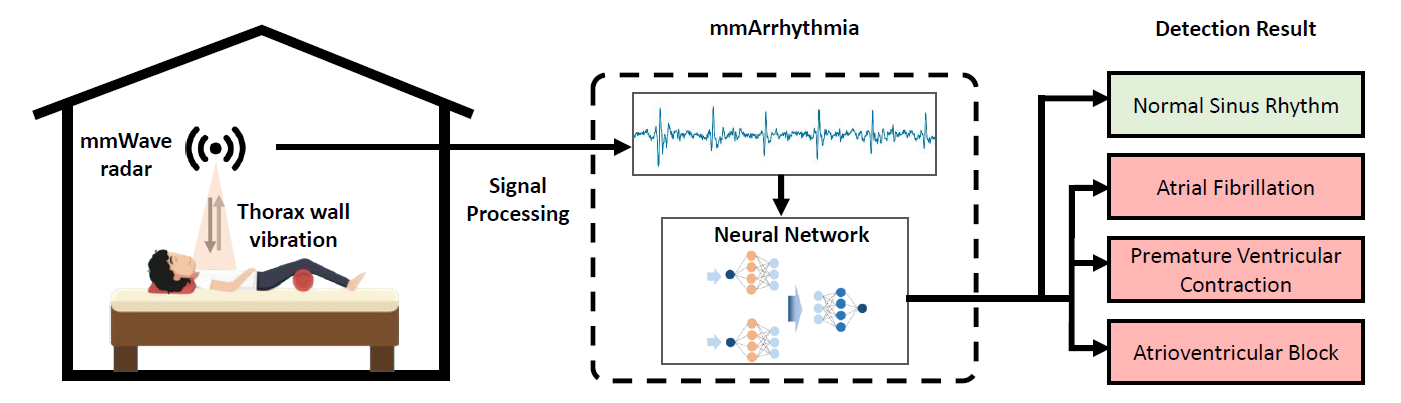 mmArrhythmia
Detection Result
mmWave
radar
Thorax wall
vibration
Signal
Processing
Neural Network
Normal Sinus Rhythm
Atrial Fibrillation
Premature Ventricular
Contraction
Atrioventricular Block